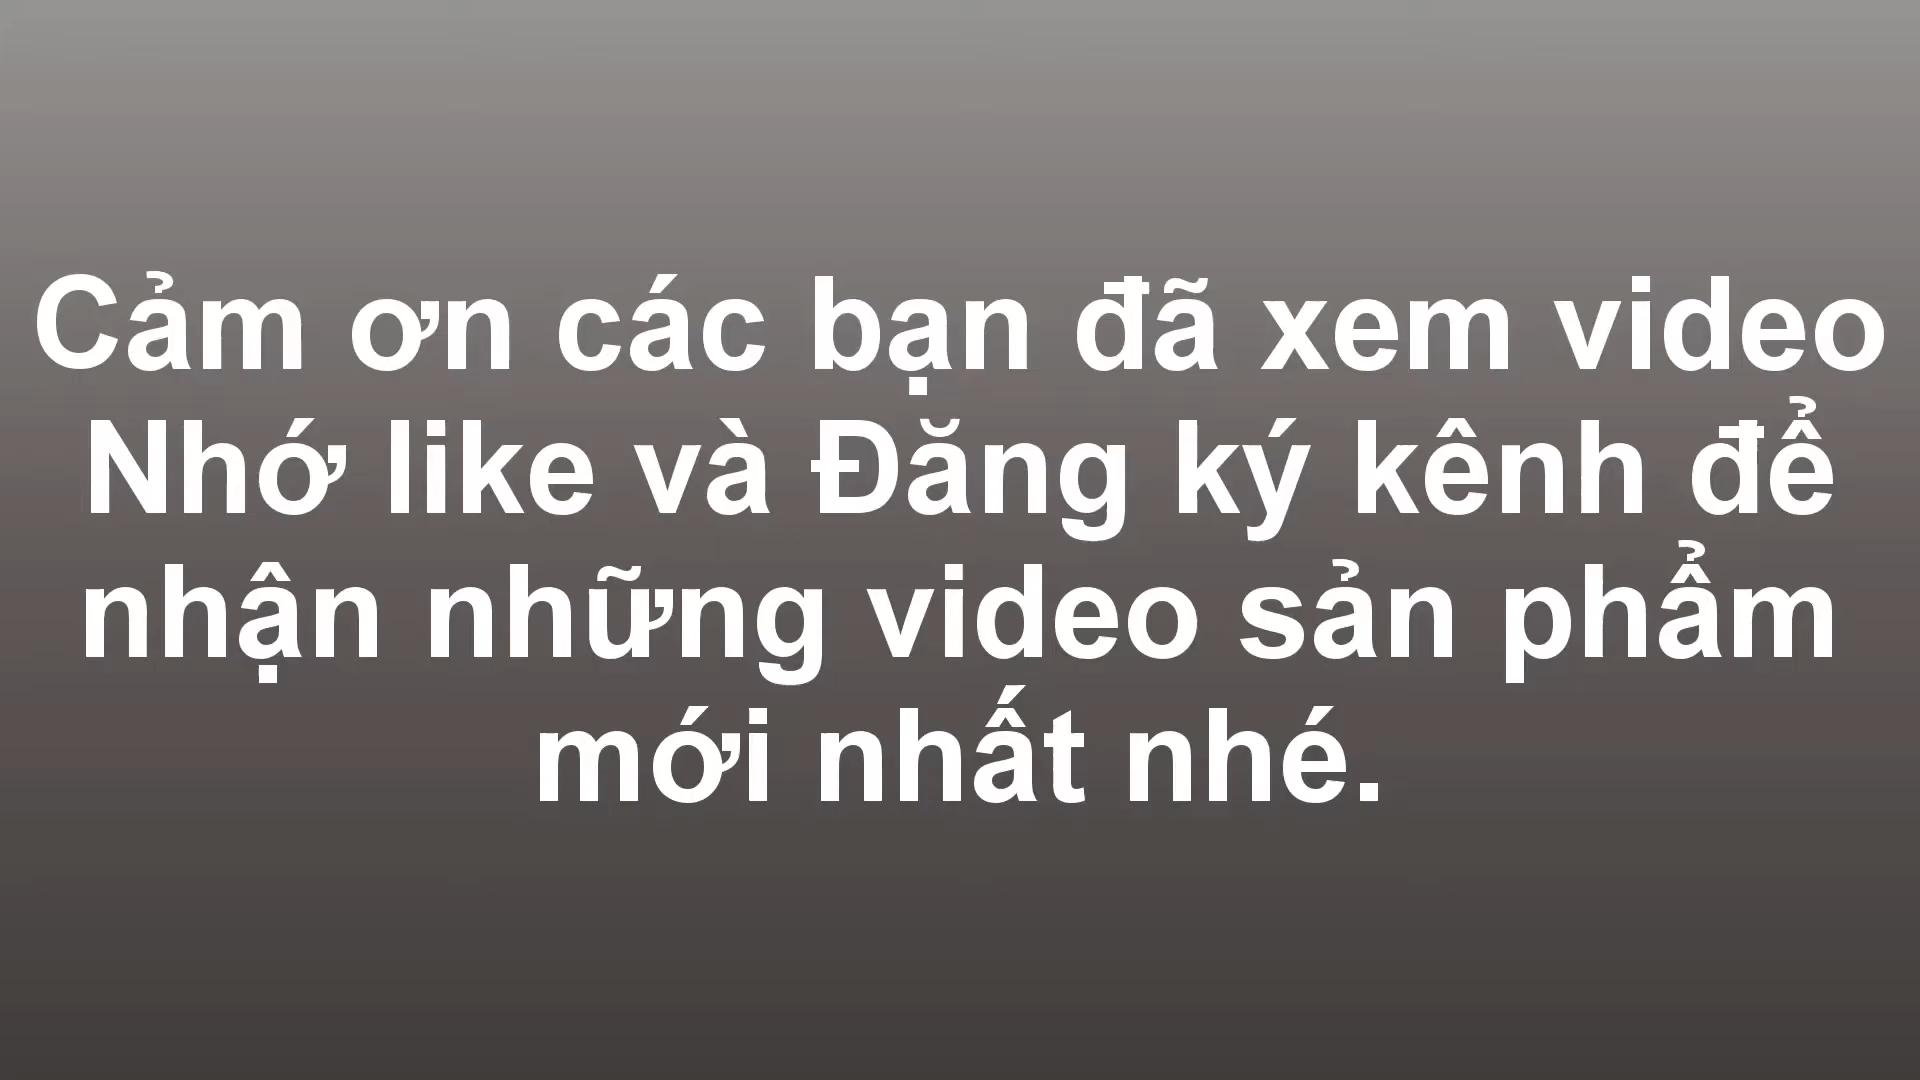 Cảm ơn các bạn đã xem video
Nhớ like và Đăng ký kênh để
nhận những video sản phẩm
mới nhất nhé.